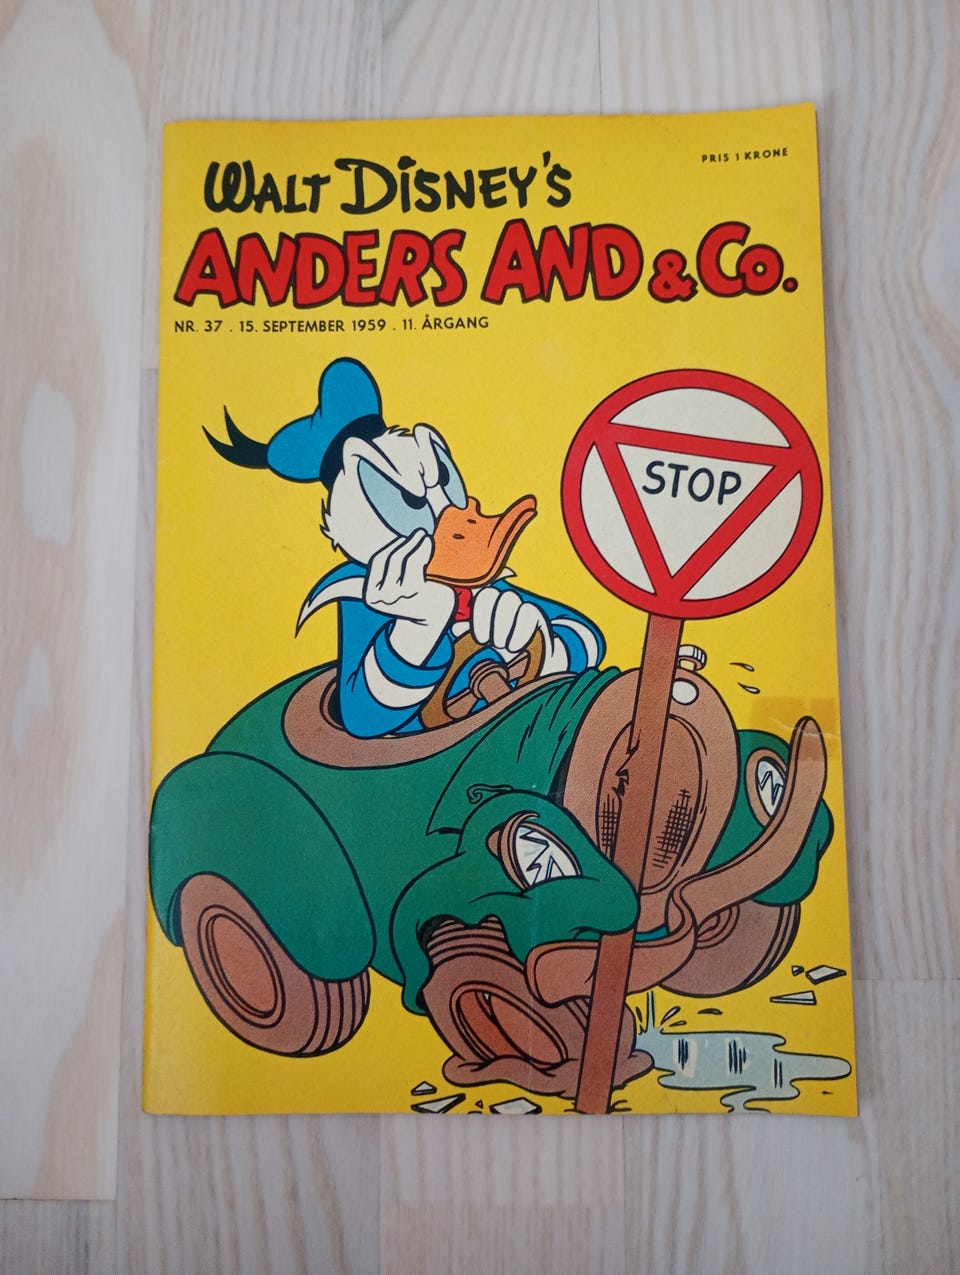 PRIS 1 KRONE
WALT DISNEY'S
ANDERS AND & Co.
NR. 37 . 15. SEPTEMBER 1959 . 11. ÅRGANG
STOP